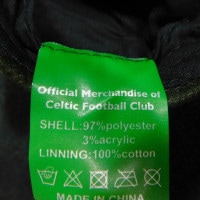 Official Merchandise of
Celtic Football Club
SHELL:97%polyester
3%acrylic
LINNING:100%cotton
MADE IN CHINA